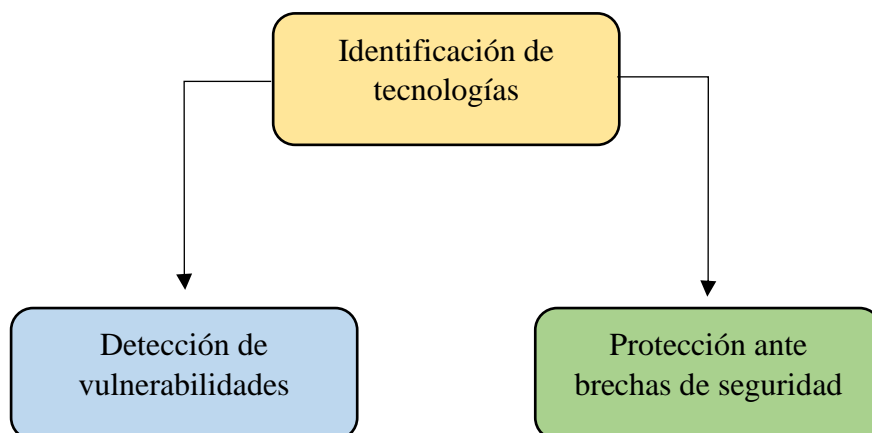 Identificación de
tecnologías
Detección de
vulnerabilidades
Protección ante
brechas de seguridad